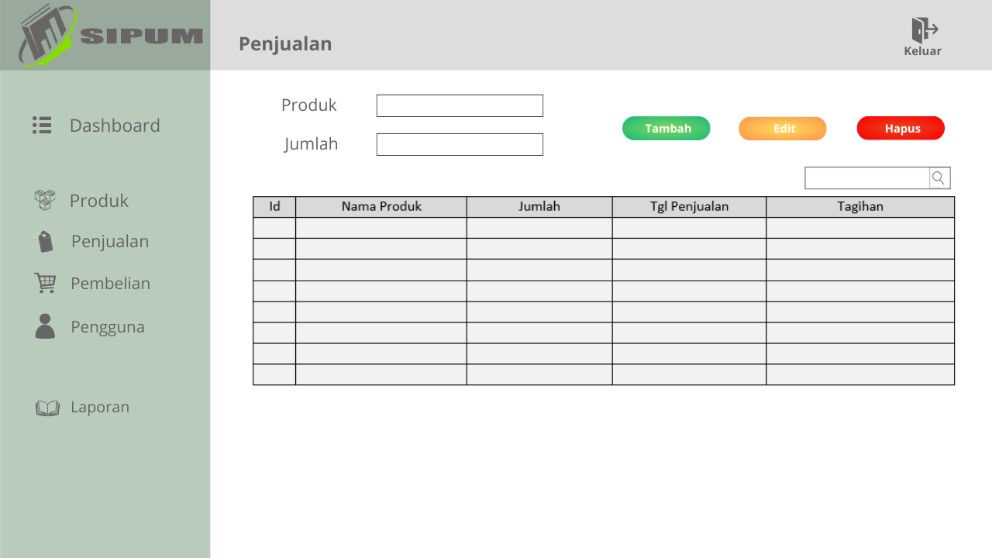 SIPUM
Penjualan
Keluar
Dashboard
Produk
Penjualan
Pembelian
Pengguna
Laporan
Produk
Jumlah
Tambah Edit Hapus
Id Nama Produk Jumlah Tgl Penjualan Tagihan